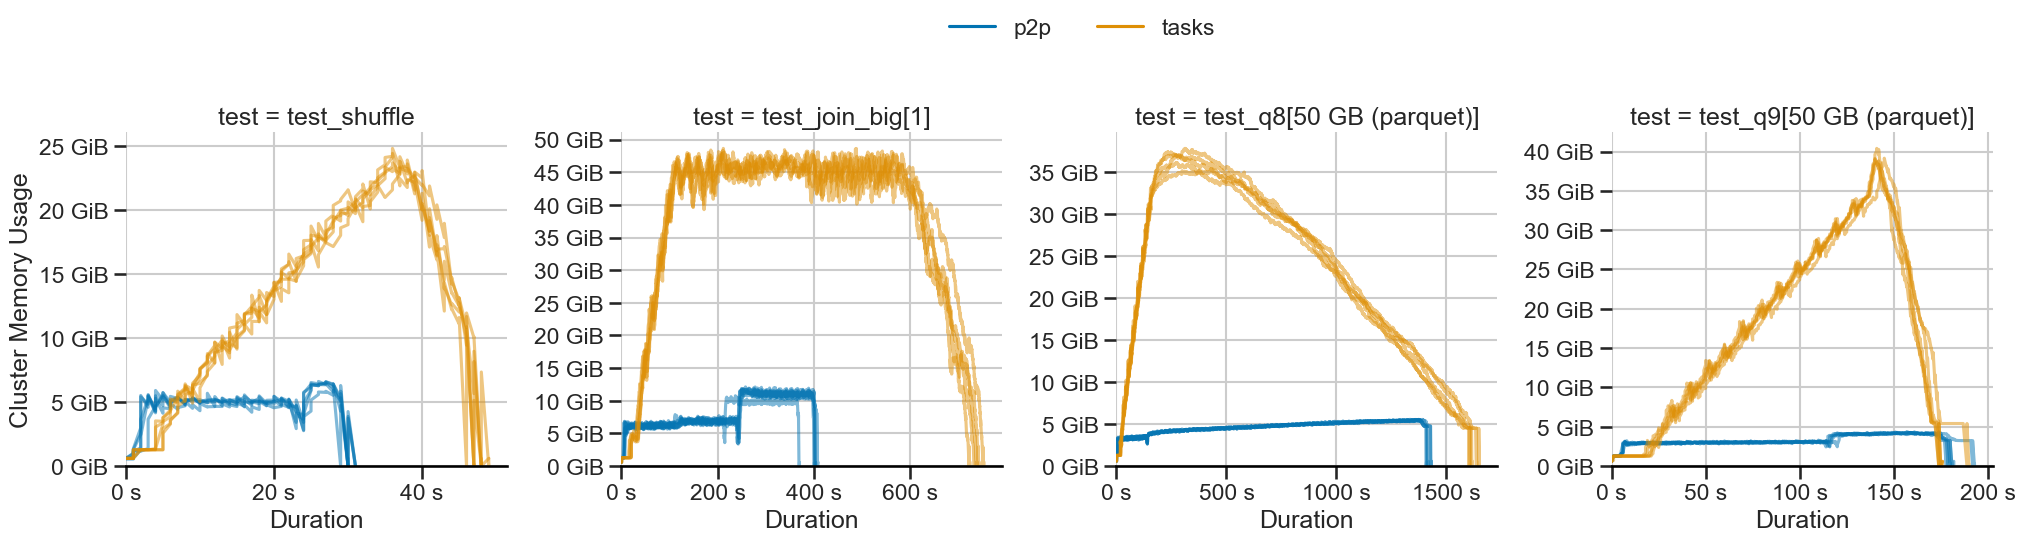 p2p tasks
test = test_shuffle
25 GiB
20 GiB
15 GiB
10 GiB
5 GiB
0 GiB
Cluster Memory Usage
0 s 20 s 40 s
Duration
test = test_join_big[1]
50 GiB
45 GiB
40 GiB
35 GiB
30 GiB
25 GiB
20 GiB
15 GiB
10 GiB
5 GiB
0 GiB
0 s 200 s 400 s 600 s
Duration
test = test_q8[50 GB (parquet)]
35 GiB
30 GiB
25 GiB
20 GiB
15 GiB
10 GiB
5 GiB
0 GiB
0 s 500 s 1000 s 1500 s
Duration
test = test_q9[50 GB (parquet)]
40 GiB
35 GiB
30 GiB
25 GiB
20 GiB
15 GiB
10 GiB
5 GiB
0 GiB
0 s 50 s 100 s 150 s 200 s
Duration